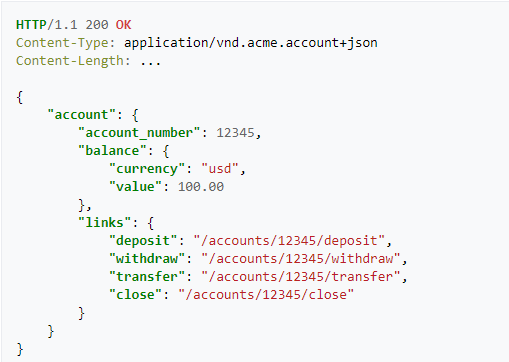 HTTP/1.1 200 OK
Content-Type: application/vnd.acme.account+json
Content-Length: ...

{
    "account": {
        "account_number": 12345,
        "balance": {
            "currency": "usd",
            "value": 100.00
        },
        "links": {
            "deposit": "/accounts/12345/deposit",
            "withdraw": "/accounts/12345/withdraw",
            "transfer": "/accounts/12345/transfer",
            "close": "/accounts/12345/close"
        }
    }
}